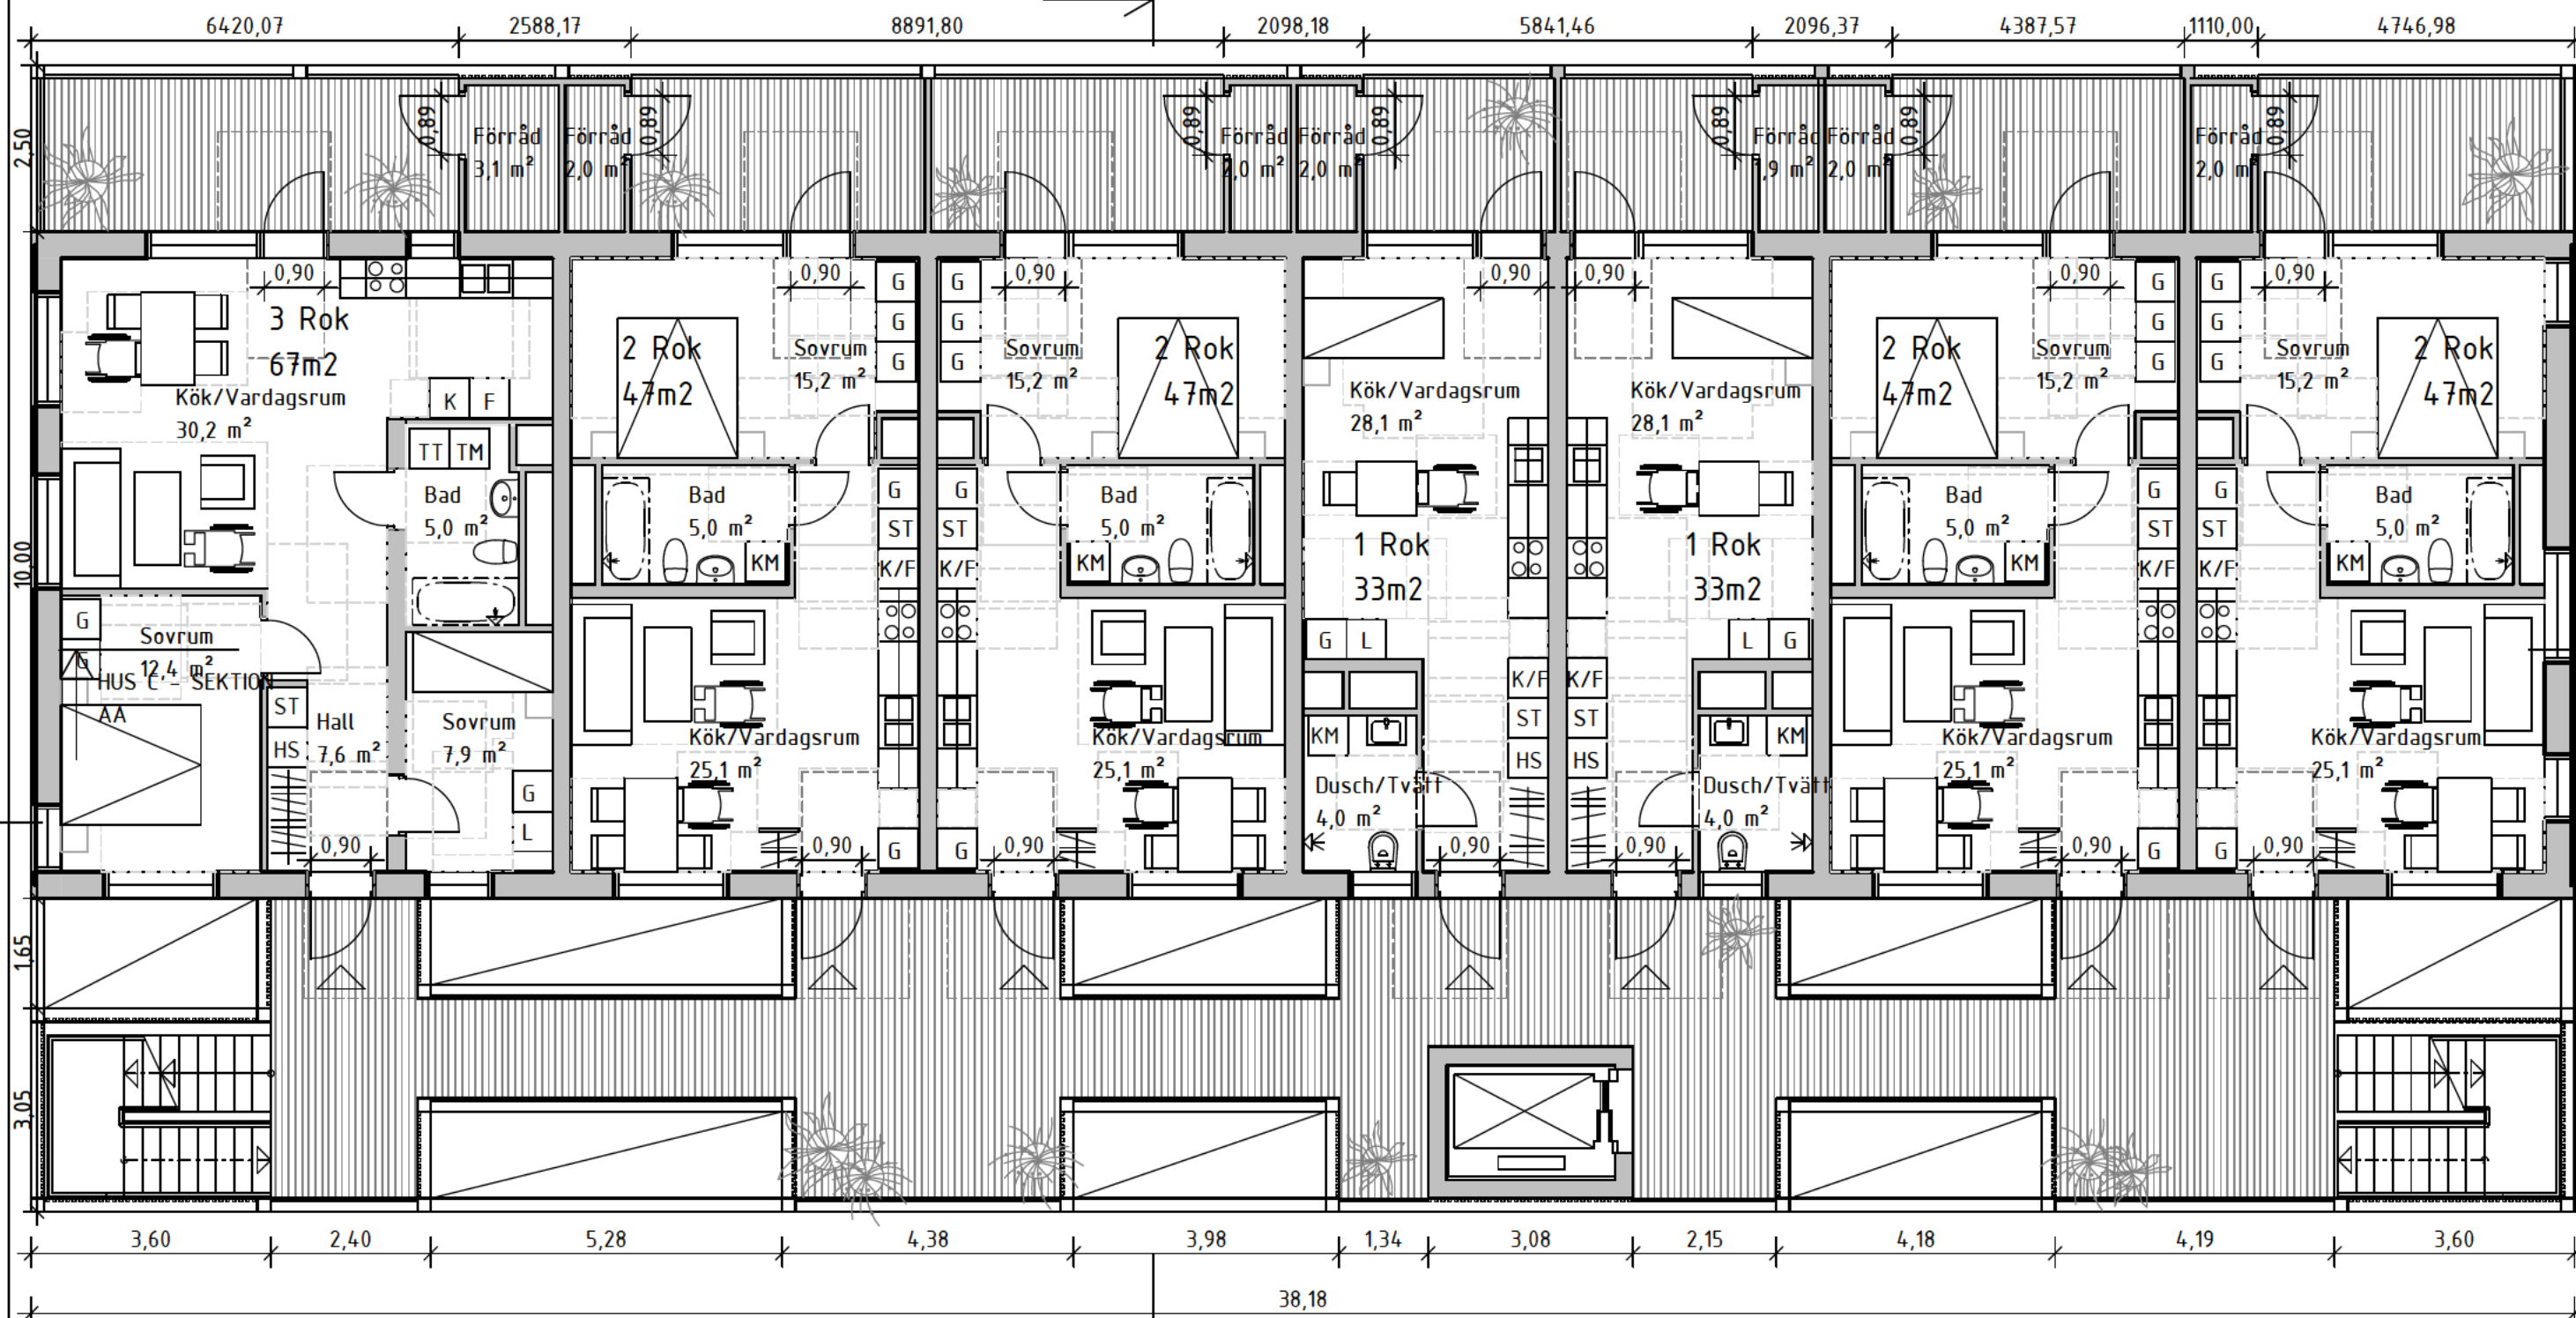 6420,07 2588,17 8891,80 2098,18 5841,46 2096,37 4387,57 1110,00 4746,98
2,50
0,89 0,89 0,89 0,89 0,89 0,89 0,89
Förråd Förråd Förråd Förråd Förråd Förråd Förråd
3,1 m² 2,0 m² 2,0 m² 2,0 m² ,9 m² 2,0 m² 2,0 m²
0,90 0,90 0,90 0,90 0,90 0,90 0,90
G G G G
G G G G
G G G G
3 Rok
67m2
Kök/Vardagsrum
30,2 m²
K F
TT TM
Bad
5,0 m²
G
Sovrum
12,4 m²
G
HUS C - SEKTION
AA
ST
HS
Hall
7,6 m²
Sovrum
7,9 m²
G
L
0,90
2 Rok
47m2
Sovrum
15,2 m²
Bad
5,0 m²
KM
G
ST
K/F
Kök/Vardagsrum
25,1 m²
0,90
G
2 Rok
47m2
Sovrum
15,2 m²
Bad
5,0 m²
KM
G
ST
K/F
Kök/Vardagsrum
25,1 m²
G
0,90
Kök/Vardagsrum
28,1 m²
1 Rok
33m2
G L
K/F
ST
HS
KM
Dusch/Tvätt
4,0 m²
0,90
Kök/Vardagsrum
28,1 m²
1 Rok
33m2
L G
K/F
ST
HS
KM
Dusch/Tvätt
4,0 m²
0,90
2 Rok
47m2
Sovrum
15,2 m²
Bad
5,0 m²
KM
G
ST
K/F
Kök/Vardagsrum
25,1 m²
0,90
G
2 Rok
47m2
Sovrum
15,2 m²
Bad
5,0 m²
KM
G
ST
K/F
Kök/Vardagsrum
25,1 m²
G
0,90
10,00
1,65
3,05
3,60 2,40 5,28 4,38 3,98 1,34 3,08 2,15 4,18 4,19 3,60
38,18